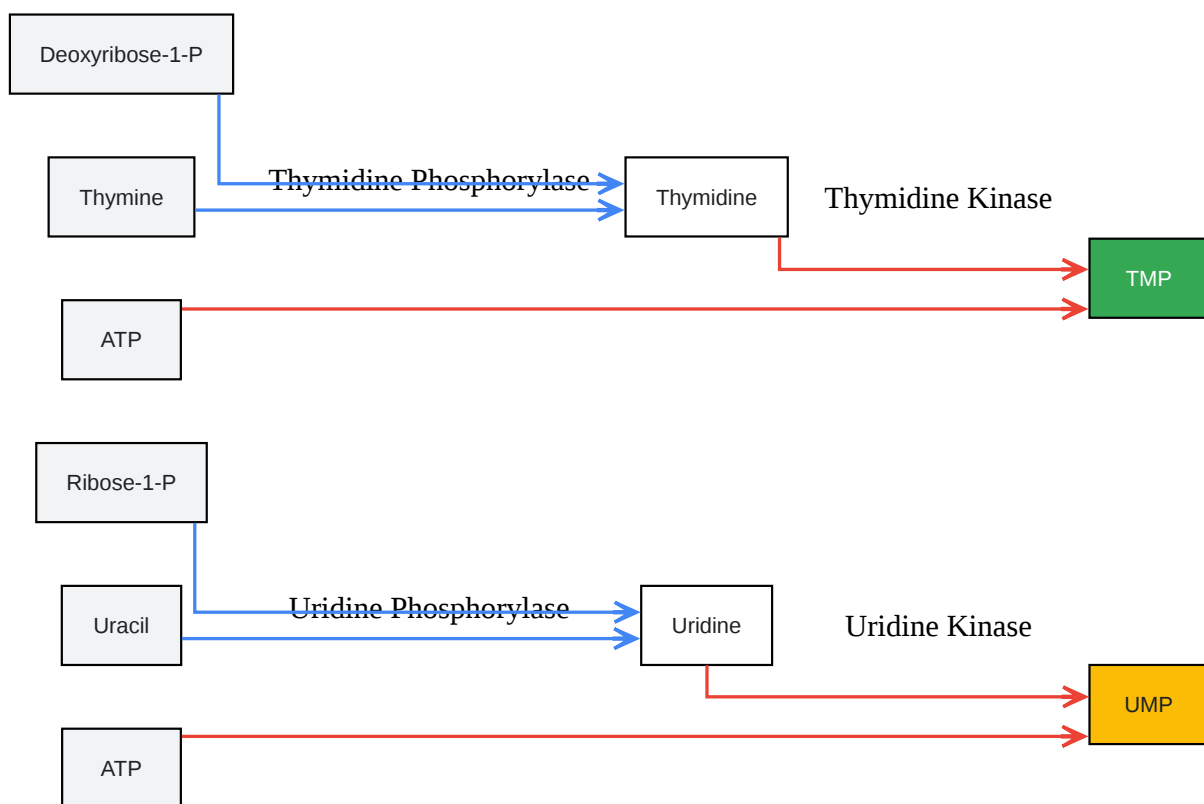 Deoxyribose-1-P
Thymidine Phosphorylase
Thymine
Thymidine
Thymidine Kinase
TMP
ATP
Ribose-1-P
Uridine Phosphorylase
Uracil
Uridine
Uridine Kinase
UMP
ATP